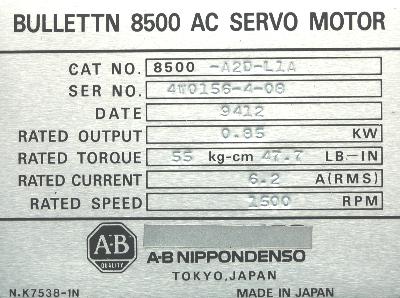 BULLETTN 8500 AC SERVO MOTOR
CAT NO. 8500 -A2D-L1A
SER NO. 4W0156-4-08
DATE 9412
RATED OUTPUT 0.85 KW
RATED TORQUE 55 kg-cm 47.7 LB-IN
RATED CURRENT 6.2 A(RMS)
RATED SPEED 1500 RPM
A-B
QUALITY
A-B NIPPONDENSO
TOKYO, JAPAN
N.K7538-1N MADE IN JAPAN